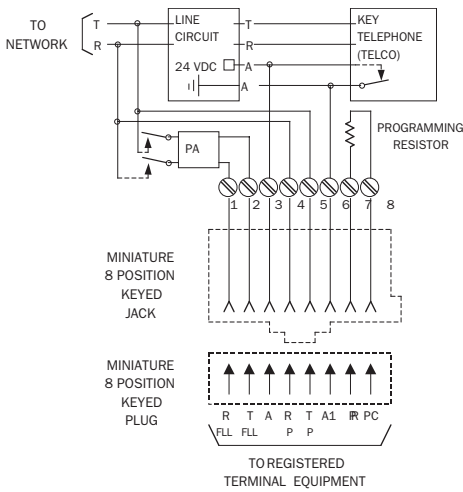 TO
NETWORK
T
R
LINE
CIRCUIT
24 VDC
T
R
A
A
KEY
TELEPHONE
(TELCO)
PA
PROGRAMMING
RESISTOR
1 2 3 4 5 6 7 8
MINIATURE
8 POSITION
KEYED
JACK
MINIATURE
8 POSITION
KEYED
PLUG
R T A R T A1 PC
FLL FLL P P
TO REGISTERED
TERMINAL EQUIPMENT